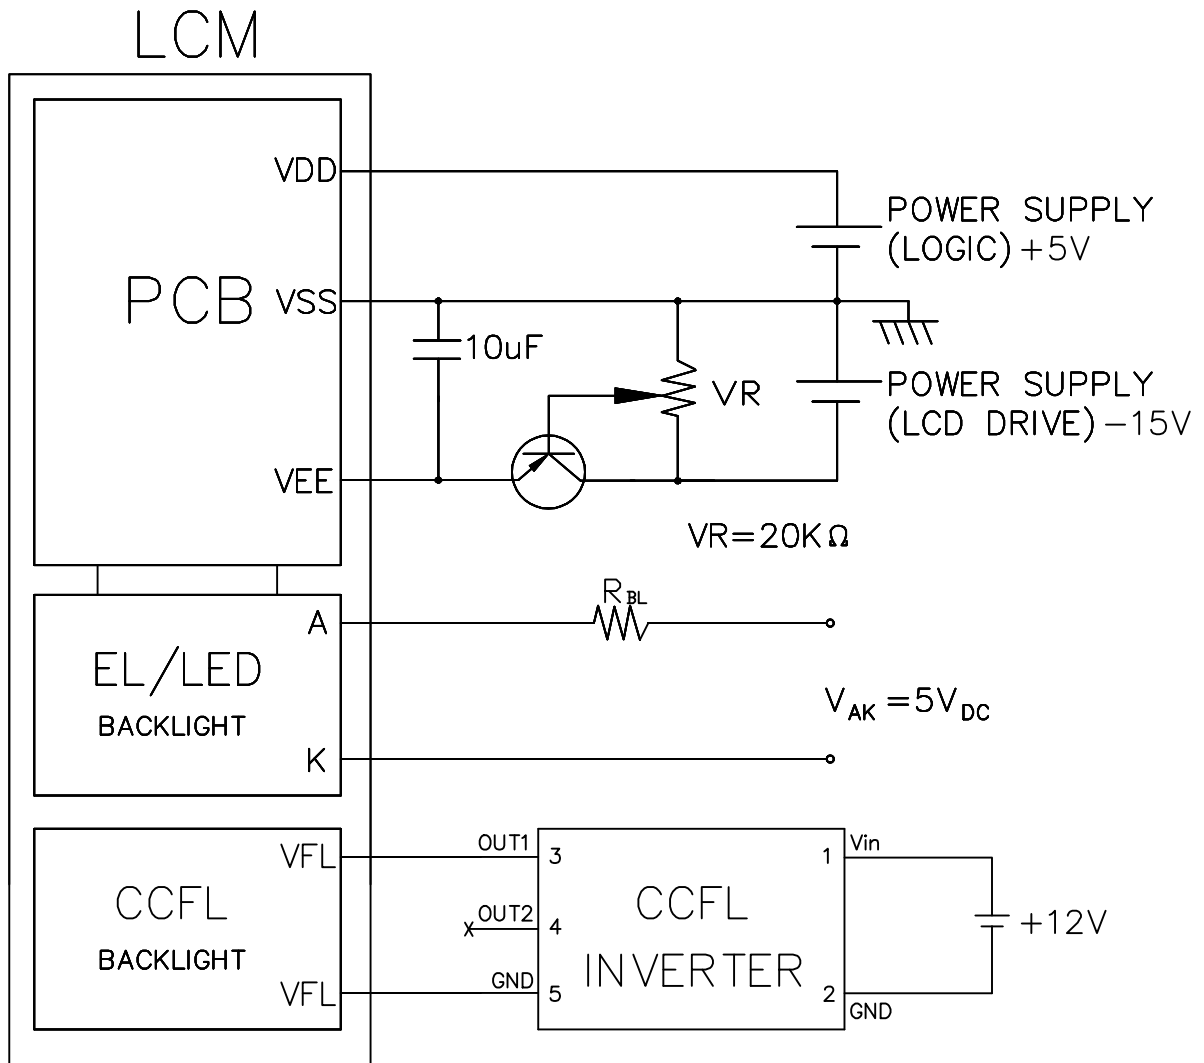 LCM
VDD
POWER SUPPLY
(LOGIC) +5V
PCB
VSS
10uF
VR
POWER SUPPLY
(LCD DRIVE) -15V
VEE
VR=20KΩ
A
R BL
EL/LED
BACKLIGHT
V AK =5V DC
K
VFL
OUT1
3
1
Vin
CCFL
BACKLIGHT
OUT2
4
CCFL
INVERTER
+12V
VFL
GND
5
2
GND